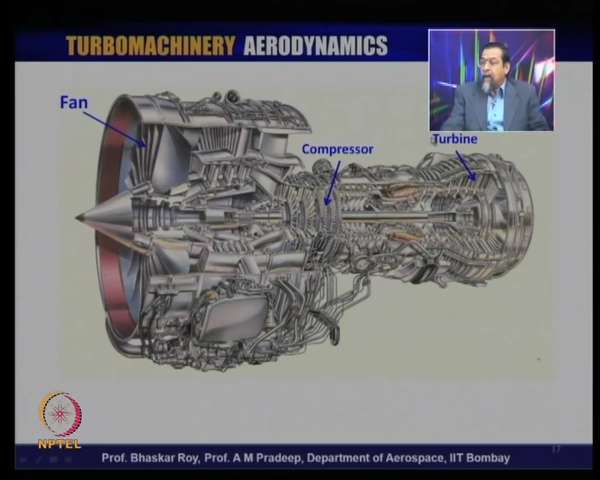 TURBOMACHINERY AERODYNAMICS
Fan
Compressor
Turbine
NPTEL
Prof. Bhaskar Roy, Prof. A M Pradeep, Department of Aerospace, IIT Bombay
17